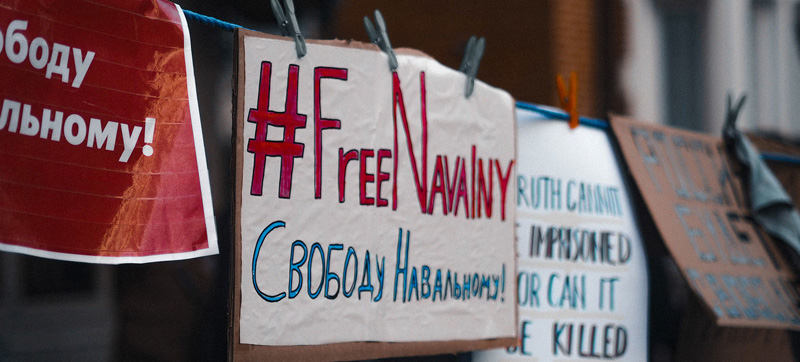 ободу
льному!
#FreeNavalny
Свободу Навальному!
RUTH CANNOT
IMPRISONED
OR CAN IT
E KILLED